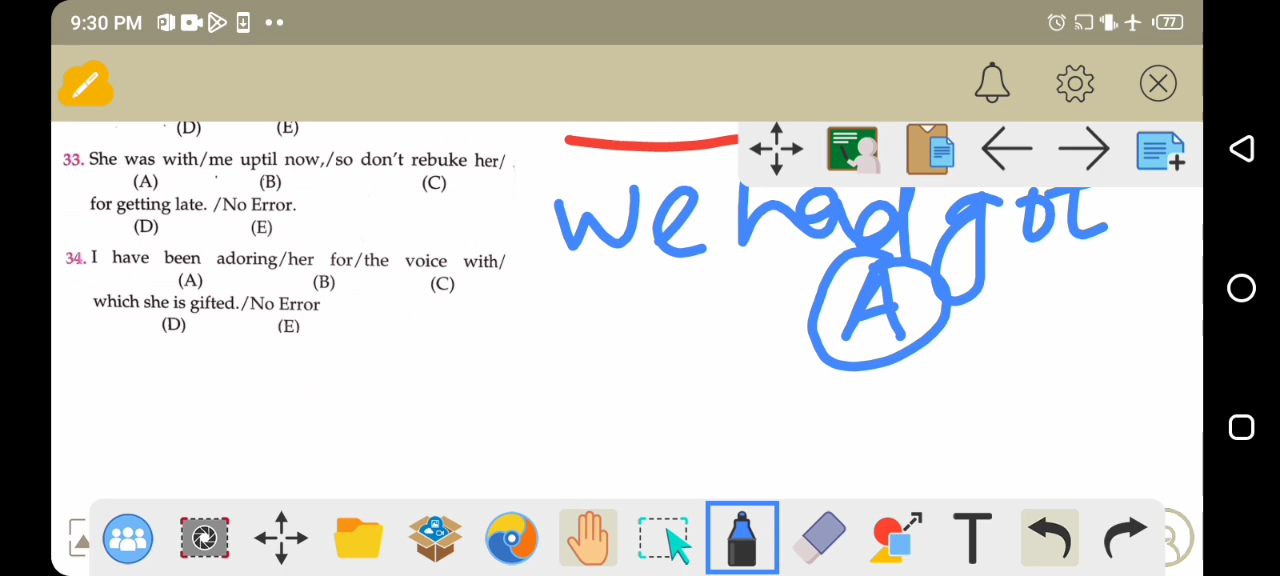 9:30 PM
77
(D) (E)
33. She was with/me uptil now,/so don't rebuke her/
(A) (B) (C)
for getting late. /No Error.
(D) (E)
34. I have been adoring/her for/the voice with/
(A) (B) (C)
which she is gifted./No Error
(D) (E)
we had got
A
T